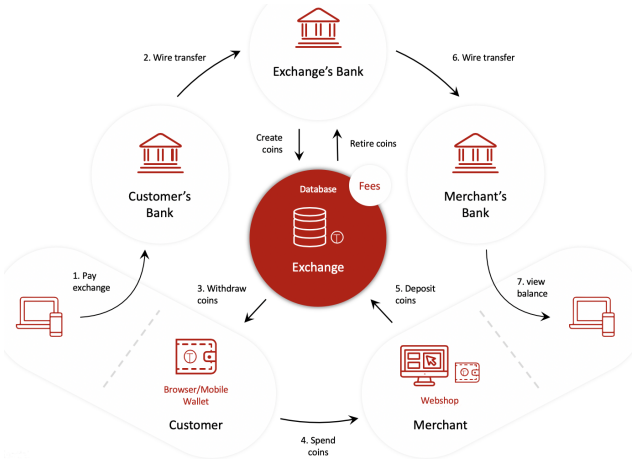 2. Wire transfer
6. Wire transfer
Exchange's Bank
Create
coins
Retire coins
Customer's
Bank
Database
Fees
Exchange
Merchant's
Bank
1. Pay
exchange
3. Withdraw
coins
5. Deposit
coins
7. view
balance
T
T
Browser/Mobile
Wallet
Customer
4. Spend
coins
T
Webshop
Merchant